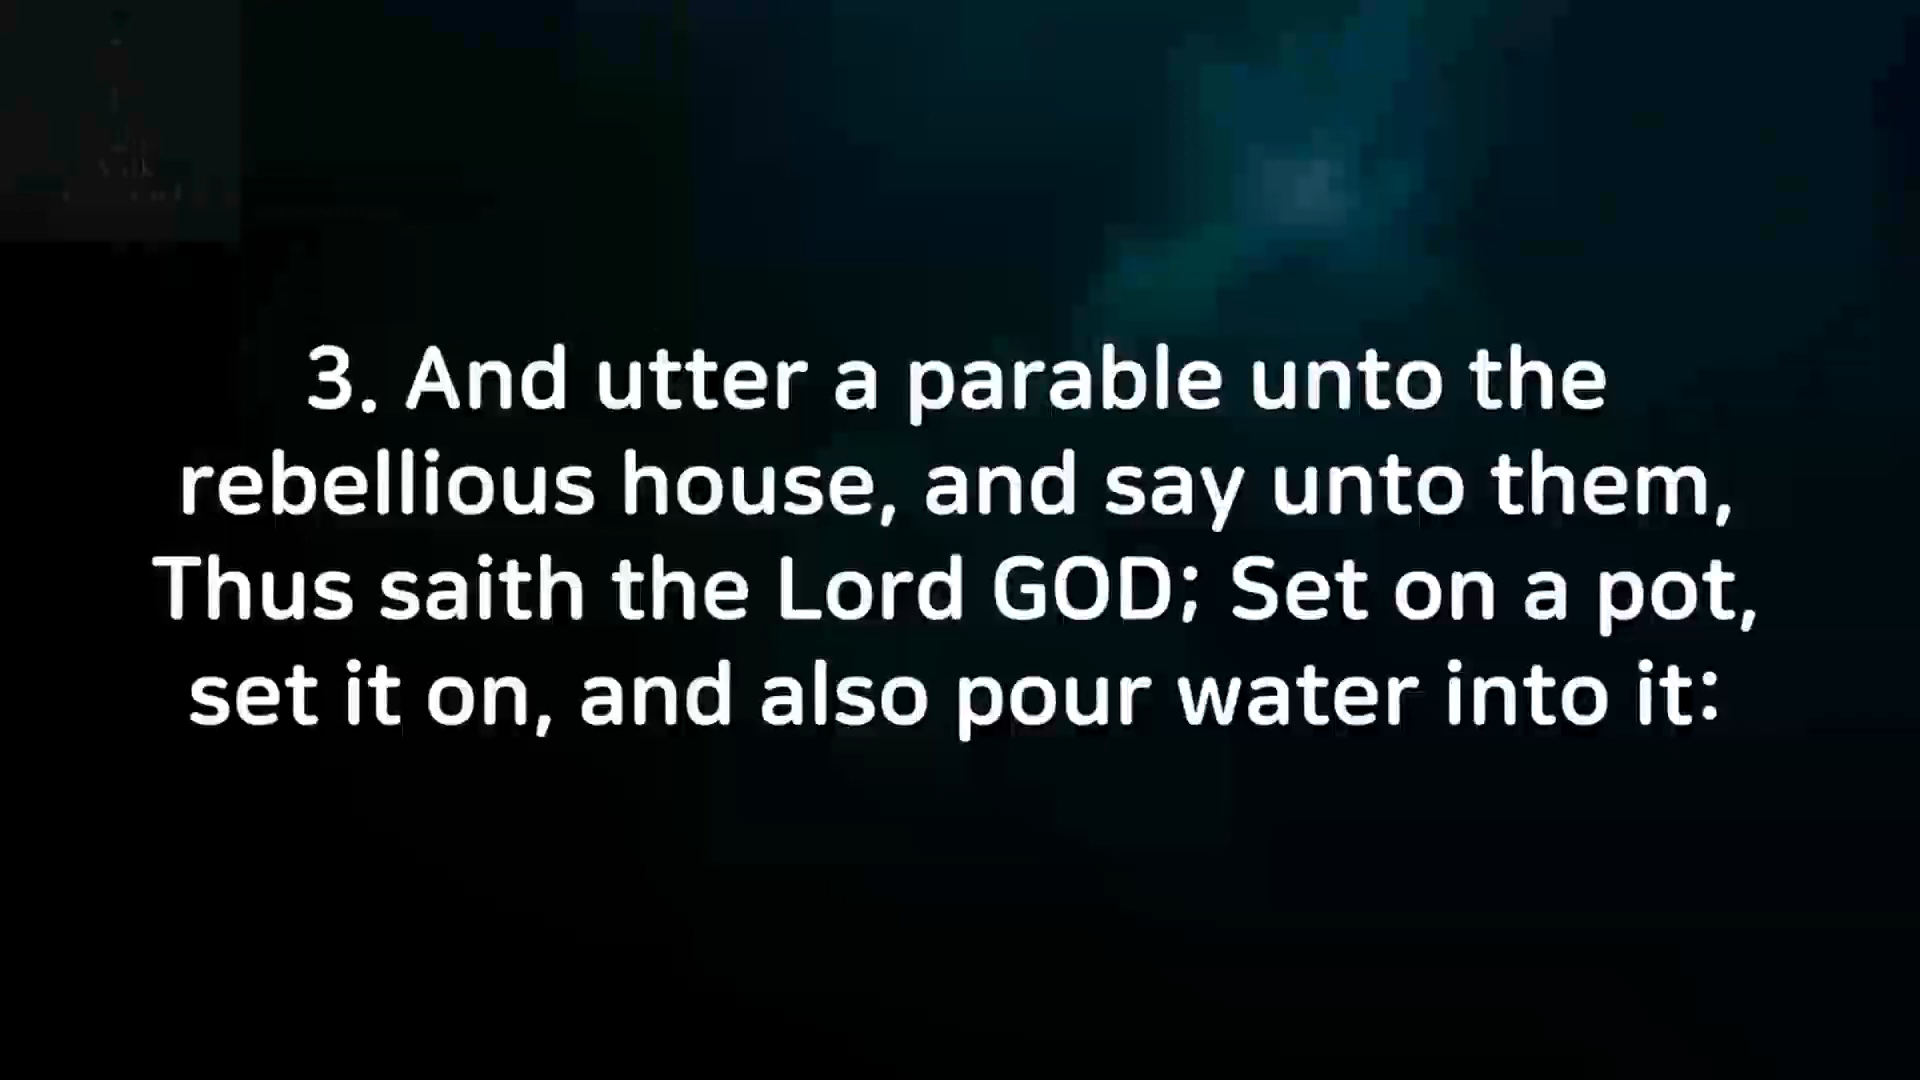 3. And utter a parable unto the
rebellious house, and say unto them,
Thus saith the Lord GOD; Set on a pot,
set it on, and also pour water into it: